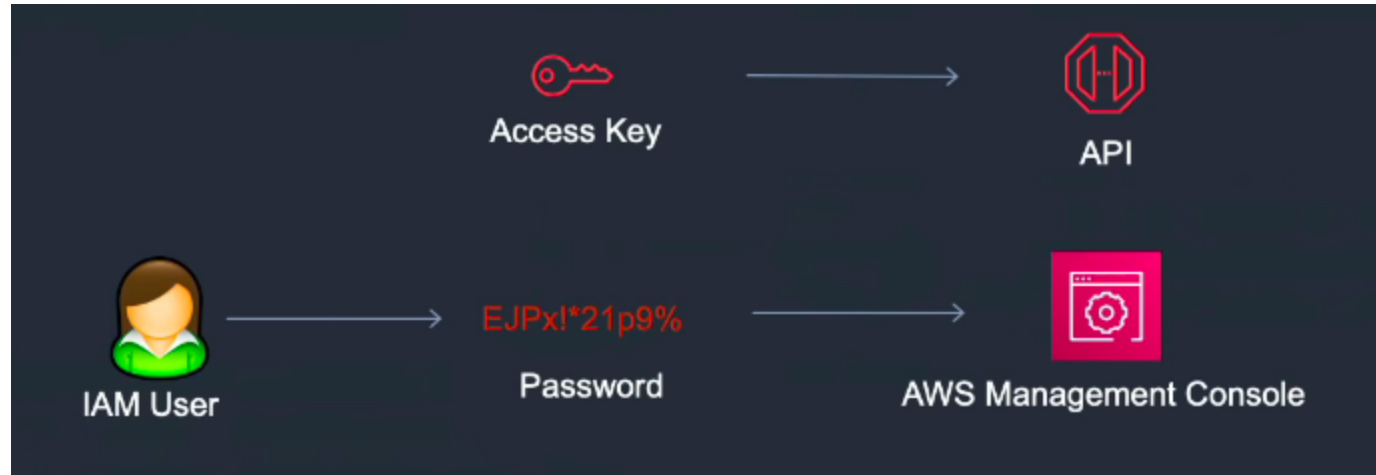 Access Key
API
EJPx!*21p9%
Password
IAM User
AWS Management Console